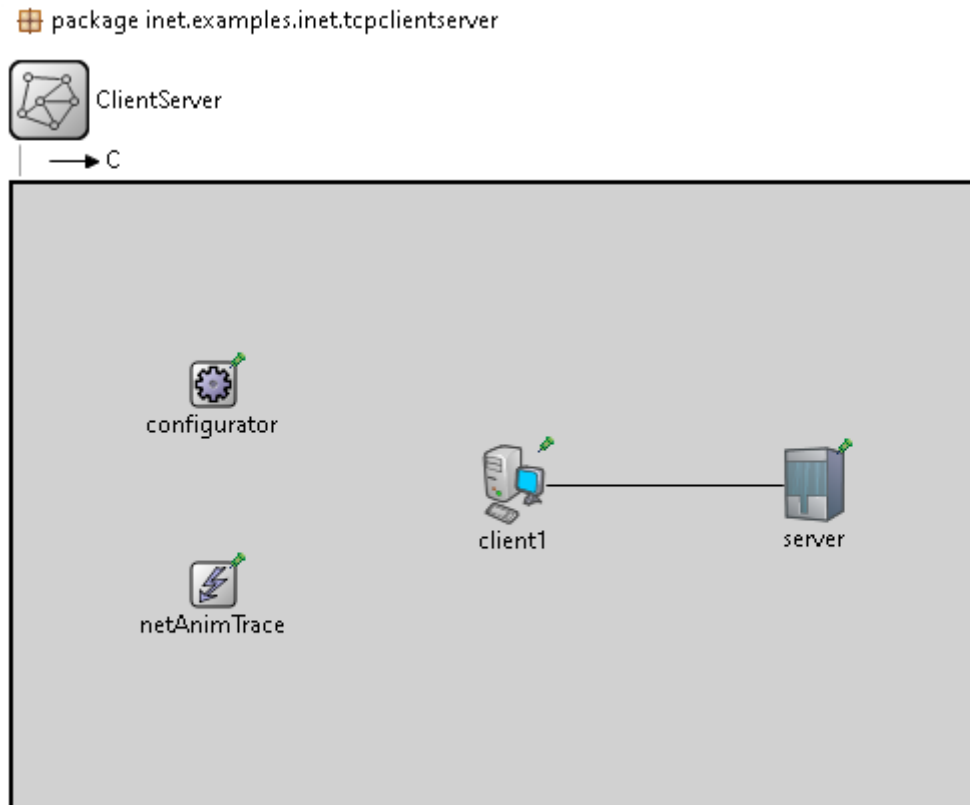 package inet.examples.inet.tcpclientserver
ClientServer
C
configurator
client1
server
netAnimTrace